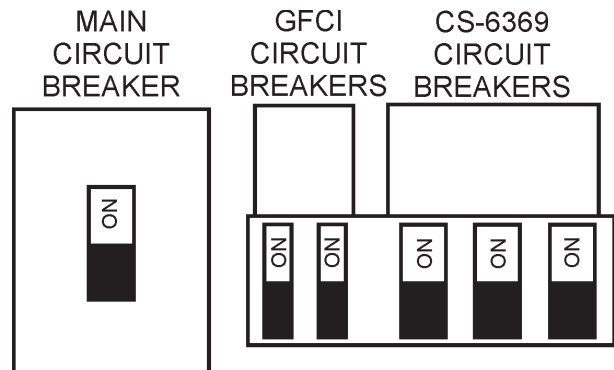 MAIN
CIRCUIT
BREAKER
GFCI
CIRCUIT
BREAKERS
CS-6369
CIRCUIT
BREAKERS
ON
ON
ON
ON
ON
ON